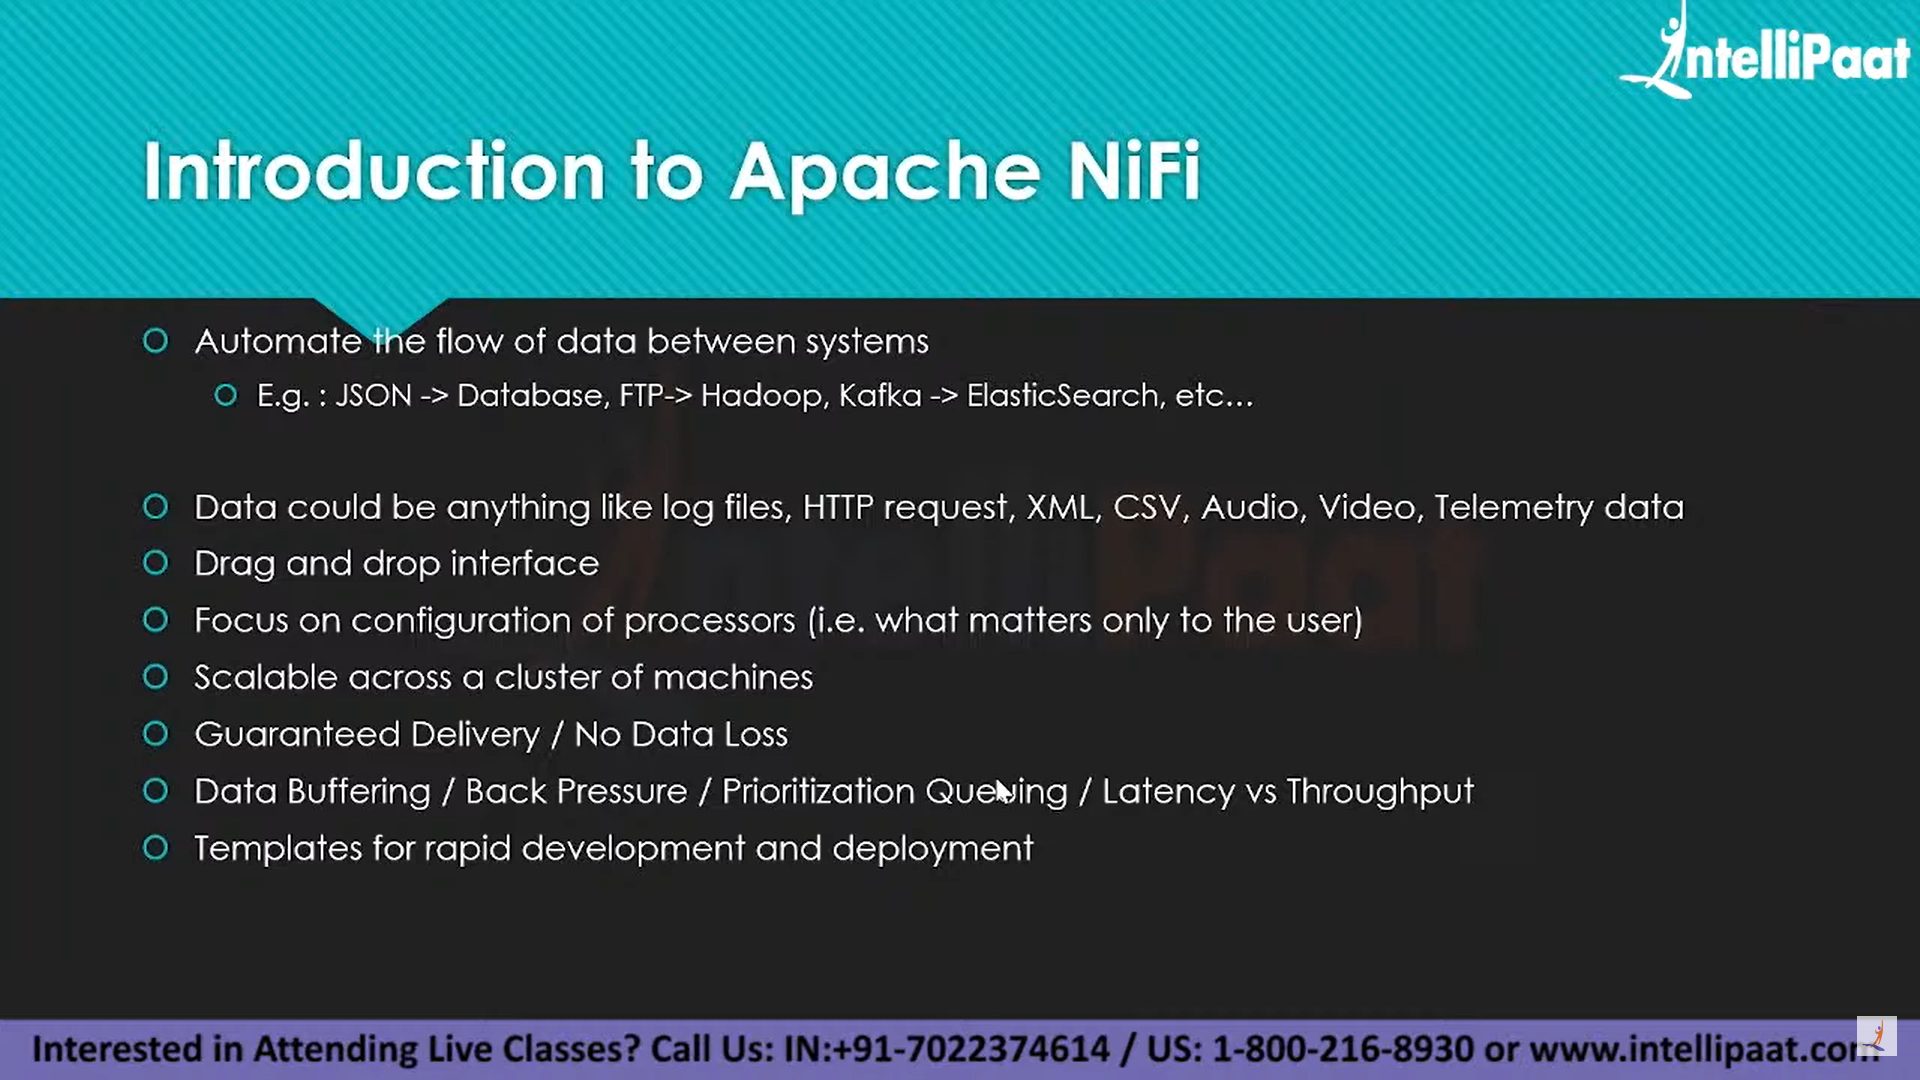 IntelliPaat
Introduction to Apache NiFi
Automate the flow of data between systems
E.g. : JSON -> Database, FTP-> Hadoop, Kafka -> ElasticSearch, etc...
Data could be anything like log files, HTTP request, XML, CSV, Audio, Video, Telemetry data
Drag and drop interface
Focus on configuration of processors (i.e. what matters only to the user)
Scalable across a cluster of machines
Guaranteed Delivery / No Data Loss
Data Buffering / Back Pressure / Prioritization Queuing / Latency vs Throughput
Templates for rapid development and deployment
Interested in Attending Live Classes? Call Us: IN:+91-7022374614 / US: 1-800-216-8930 or www.intellipaat.com